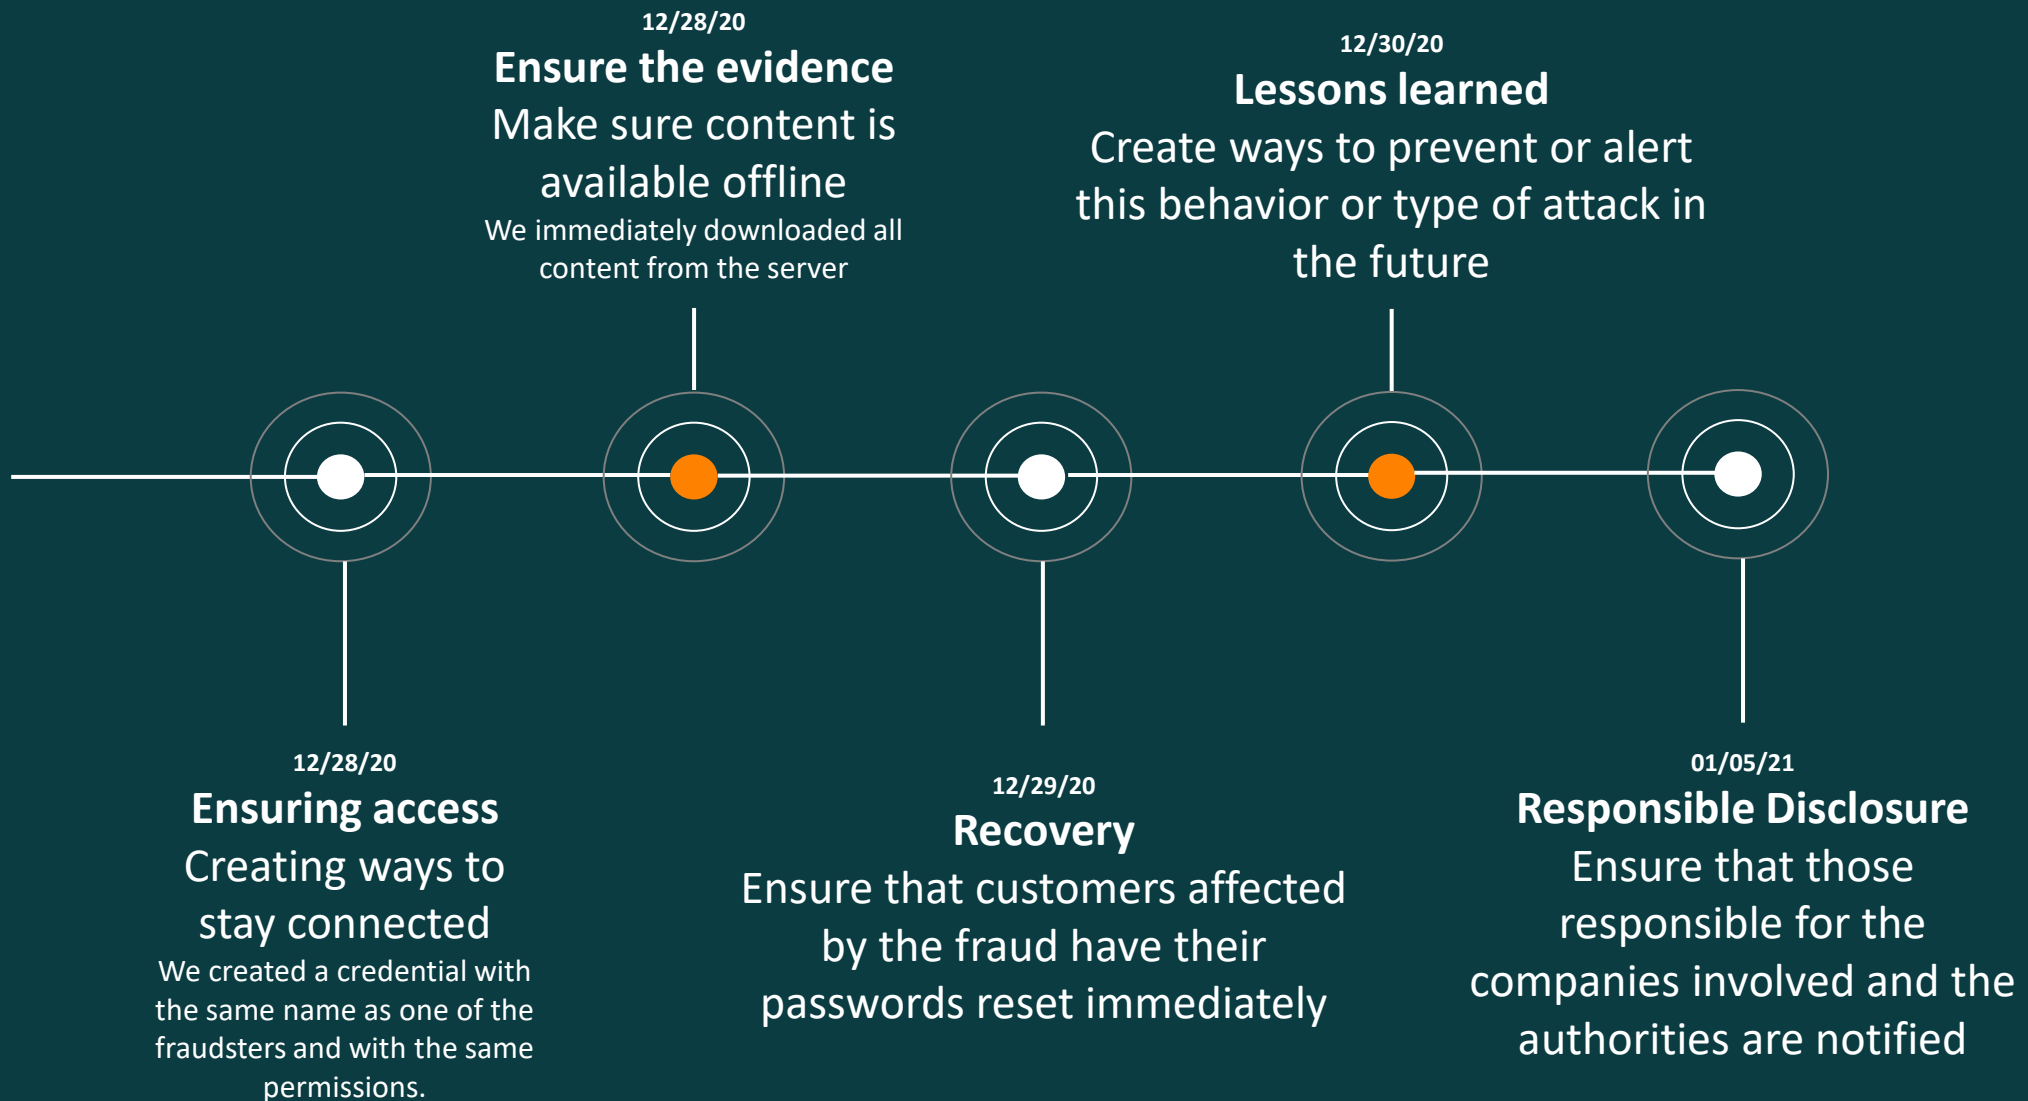 12/28/20
Ensure the evidence
Make sure content is
available offline
We immediately downloaded all
content from the server
12/30/20
Lessons learned
Create ways to prevent or alert
this behavior or type of attack in
the future
12/28/20
Ensuring access
Creating ways to
stay connected
We created a credential with
the same name as one of the
fraudsters and with the same
permissions.
12/29/20
Recovery
Ensure that customers affected
by the fraud have their
passwords reset immediately
01/05/21
Responsible Disclosure
Ensure that those
responsible for the
companies involved and the
authorities are notified